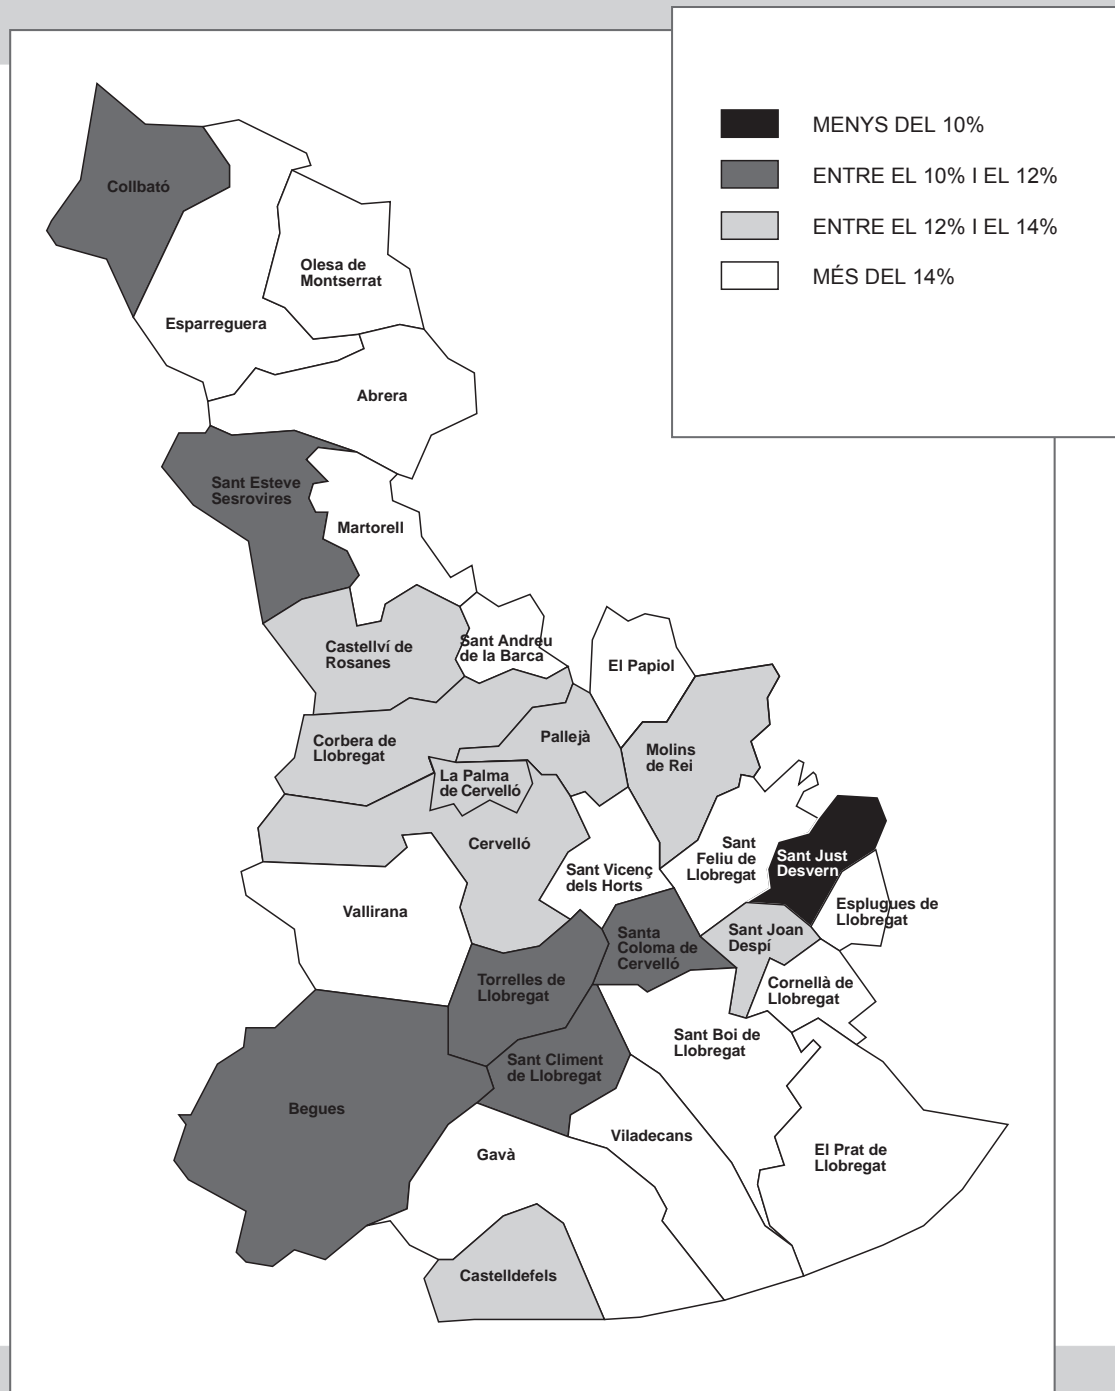 MENYS DEL 10%
ENTRE EL 10% I EL 12%
ENTRE EL 12% I EL 14%
MÉS DEL 14%
Collbató
Olesa de
Montserrat
Esparreguera
Abrera
Sant Esteve
Sesrovires
Martorell
Castellví de
Rosanes
Sant Andreu
de la Barca
El Papiol
Corbera de
Llobregat
Pallejà
Molins
de Rei
La Palma
de Cervelló
Cervelló
Sant Vicenç
dels Horts
Sant
Feliu de
Llobregat
Sant Just
Desvern
Esplugues de
Llobregat
Vallirana
Santa
Coloma de
Cervelló
Sant Joan
Despí
Torrelles de
Llobregat
Cornellà de
Llobregat
Sant Boi de
Llobregat
Sant Climent
de Llobregat
Begues
Viladecans
Gavà
El Prat de
Llobregat
Castelldefels